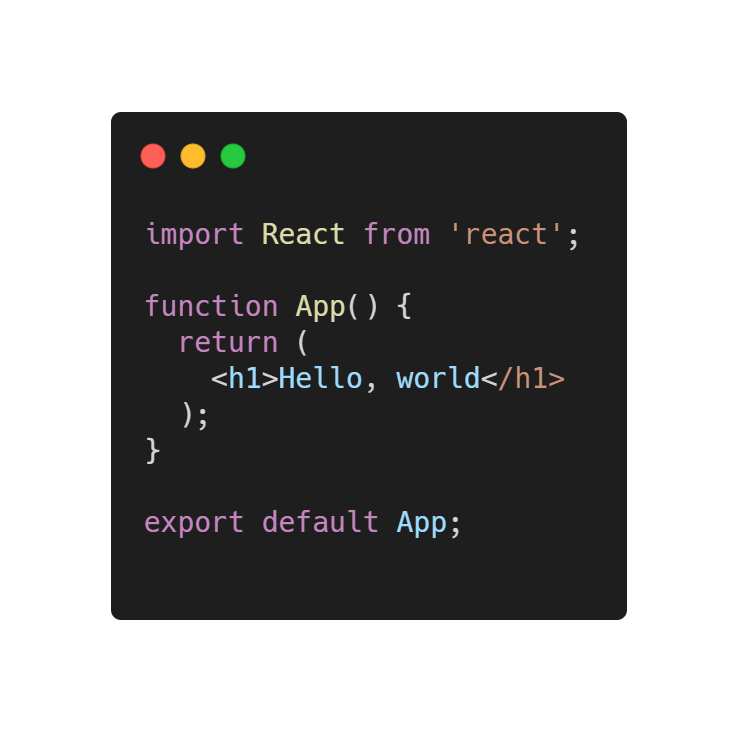 import React from 'react';
function App() {
  return (
    <h1>Hello, world</h1>
  );
}
export default App;